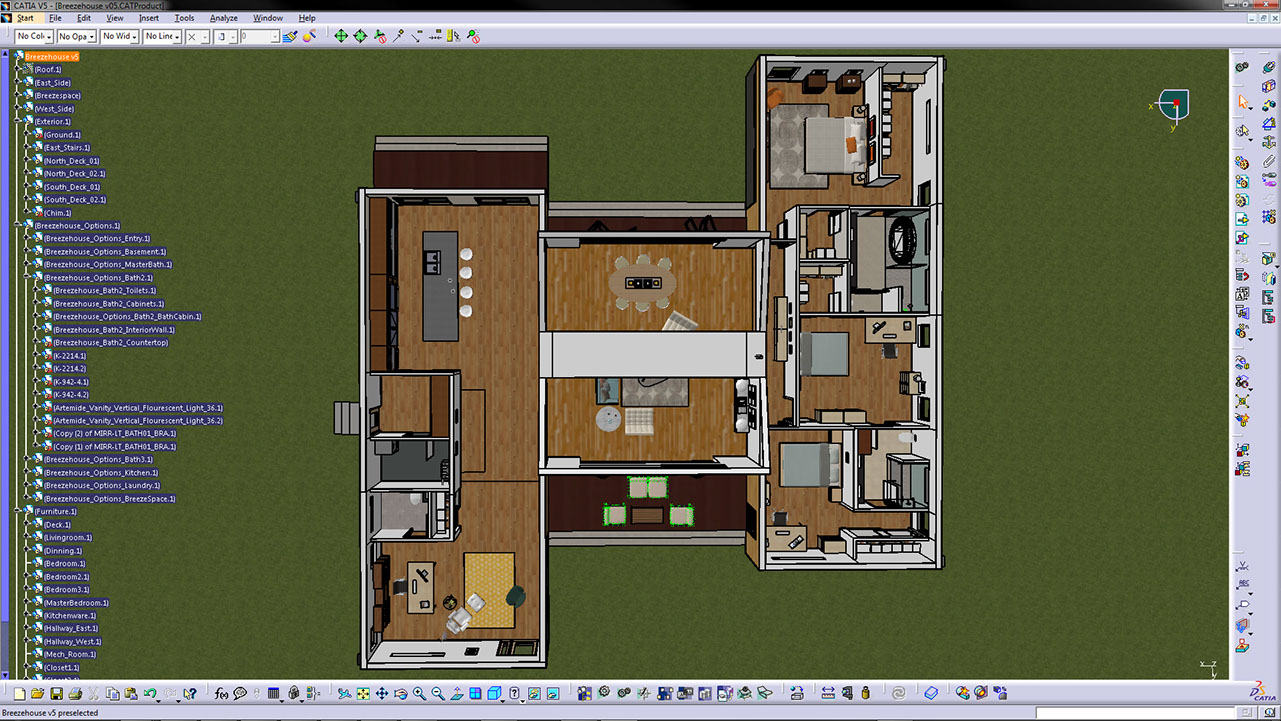 CATIA V5 - [Breezehouse v05.CATProduct]
Start File Edit View Insert Tools Analyze Window Help
No Col No Opa No Wid No Line 0
Breezehouse v5
(Roof.1)
(East_Side)
(Breezespace)
(West_Side)
(Exterior.1)
(Ground.1)
(East_Stairs.1)
(North_Deck_01)
(North_Deck_02.1)
(South_Deck_01)
(South_Deck_02.1)
(Chim.1)
(Breezehouse_Options.1)
(Breezehouse_Options_Entry.1)
(Breezehouse_Options_Basement.1)
(Breezehouse_Options_MasterBath.1)
(Breezehouse_Options_Bath2.1)
(Breezehouse_Bath2_Toilets.1)
(Breezehouse_Bath2_Cabinets.1)
(Breezehouse_Options_Bath2_BathCabin.1)
(Breezehouse_Bath2_InteriorWall.1)
(Breezehouse_Bath2_Countertop)
(K-2214.1)
(K-2214.2)
(K-942-4.1)
(K-942-4.2)
(Artemide_Vanity_Vertical_Flourescent_Light_36.1)
(Artemide_Vanity_Vertical_Flourescent_Light_36.2)
(Copy (2) of MIRR-LT_BATH01_BRA.1)
(Copy (1) of MIRR-LT_BATH01_BRA.1)
(Breezehouse_Options_Bath3.1)
(Breezehouse_Options_Kitchen.1)
(Breezehouse_Options_Laundry.1)
(Breezehouse_Options_BreezeSpace.1)
(Furniture.1)
(Deck.1)
(Livingroom.1)
(Dinning.1)
(Bedroom.1)
(Bedroom2.1)
(Bedroom3.1)
(MasterBedroom.1)
(Kitchenware.1)
(Hallway_East.1)
(Hallway_West.1)
(Mech_Room.1)
(Closet1.1)
x
y
x z
y
f(x)
CATIA
Breezehouse v5 preselected